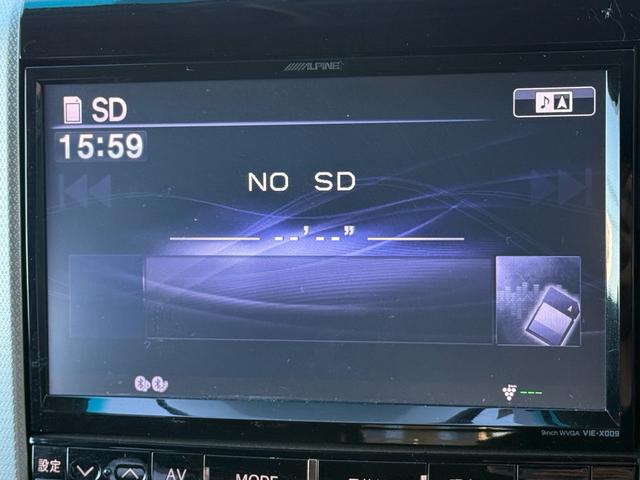 ALPINE
SD
15:59
NO SD
--'--"
9inch WVGA VIE-X009
設定
AV
MODE